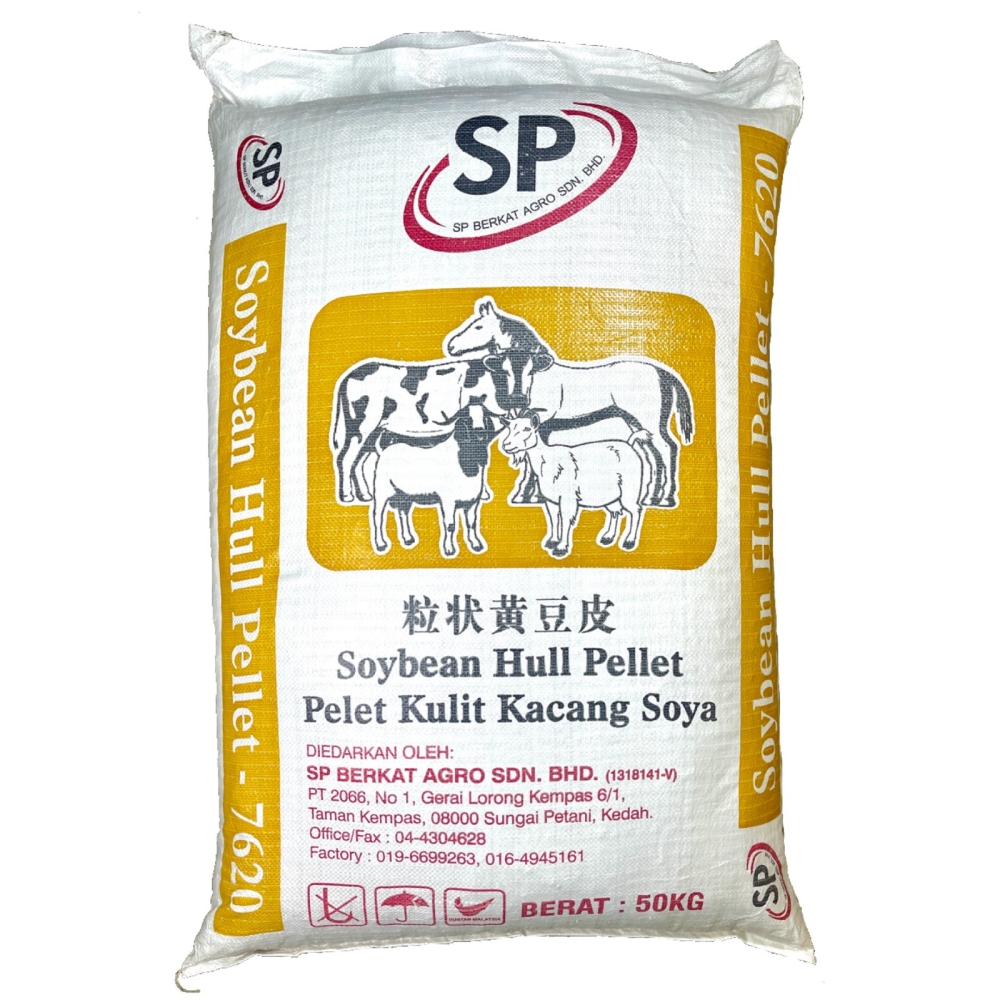 SP
SP BERKAT AGRO SDN. BHD.
SP
Soybean Hull Pellet - 7620
Soybean Hull Pellet - 7620
粒状黄豆皮
Soybean Hull Pellet
Pelet Kulit Kacang Soya
DIEDARKAN OLEH:
SP BERKAT AGRO SDN. BHD. (1318141-V)
PT 2066, No 1, Gerai Lorong Kempas 6/1,
Taman Kempas, 08000 Sungai Petani, Kedah.
Office/Fax : 04-4304628
Factory : 019-6699263, 016-4945161
BUATAN MALAYSIA
BERAT : 50KG
SP